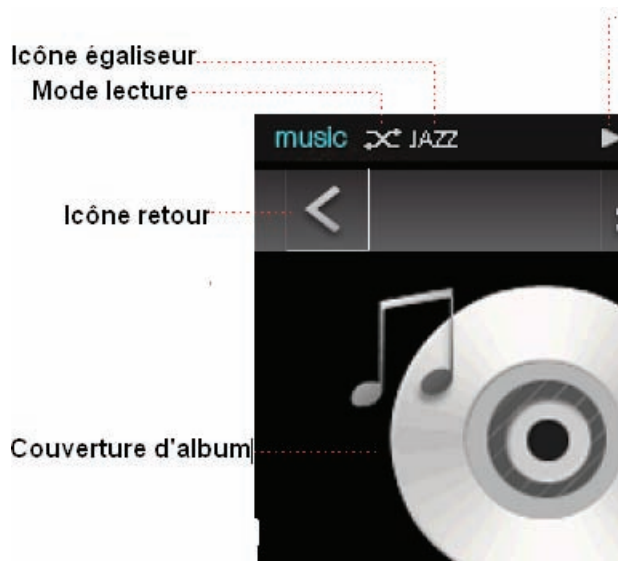 Icône égaliseur
Mode lecture
music JAZZ
Icône retour
Couverture d'album